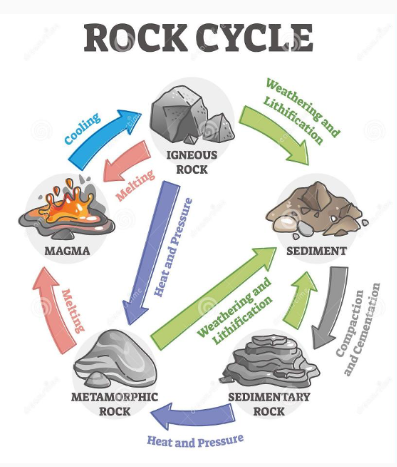 ROCK CYCLE
Cooling
Weathering and
Lithification
IGNEOUS
ROCK
Melting
MAGMA
Heat and Pressure
SEDIMENT
Melting
Weathering and
Lithification
Compaction
and Cementation
METAMORPHIC
ROCK
SEDIMENTARY
ROCK
Heat and Pressure